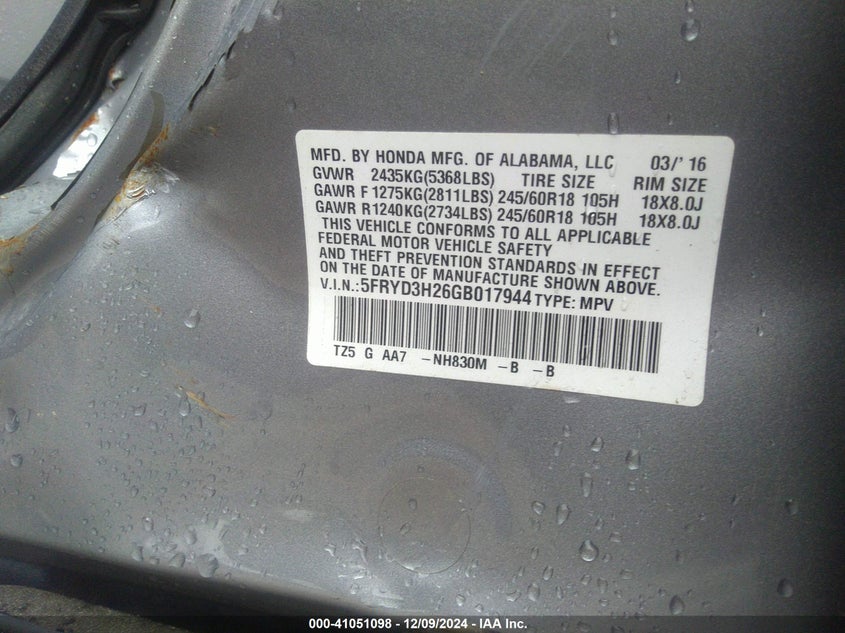 MFD. BY HONDA MFG. OF ALABAMA, LLC 03/' 16
GVWR 2435KG(5368LBS) TIRE SIZE RIM SIZE
GAWR F 1275KG(2811LBS) 245/60R18 105H 18X8.0J
GAWR R1240KG(2734LBS) 245/60R18 105H 18X8.0J
THIS VEHICLE CONFORMS TO ALL APPLICABLE
FEDERAL MOTOR VEHICLE SAFETY
AND THEFT PREVENTION STANDARDS IN EFFECT
ON THE DATE OF MANUFACTURE SHOWN ABOVE.
V.I.N.:5FRYD3H26GB017944 TYPE: MPV
TZ5 G AA7 -NH830M -B -B
000-41051098 - 12/09/2024 - IAA Inc.